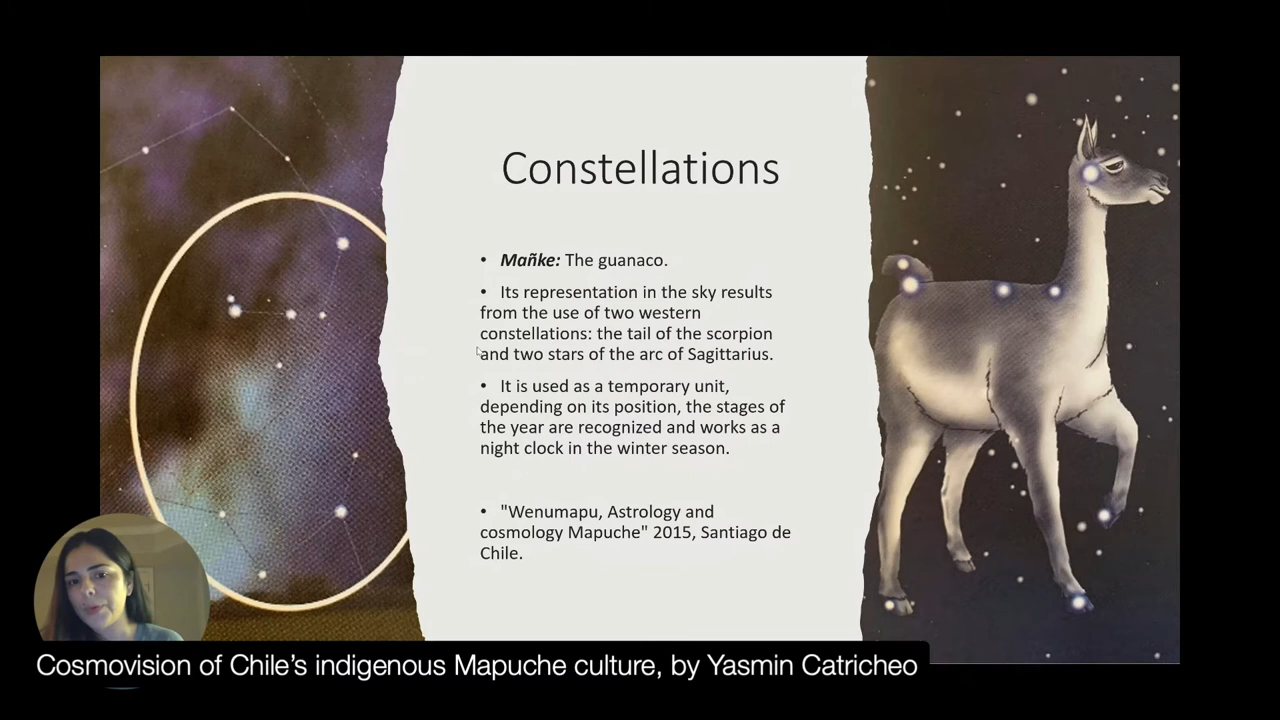 Constellations
• Mañke: The guanaco.
• Its representation in the sky results
from the use of two western
constellations: the tail of the scorpion
and two stars of the arc of Sagittarius.
• It is used as a temporary unit,
depending on its position, the stages of
the year are recognized and works as a
night clock in the winter season.
• "Wenumapu, Astrology and
cosmology Mapuche" 2015, Santiago de
Chile.
Cosmovision of Chile’s indigenous Mapuche culture, by Yasmin Catricheo